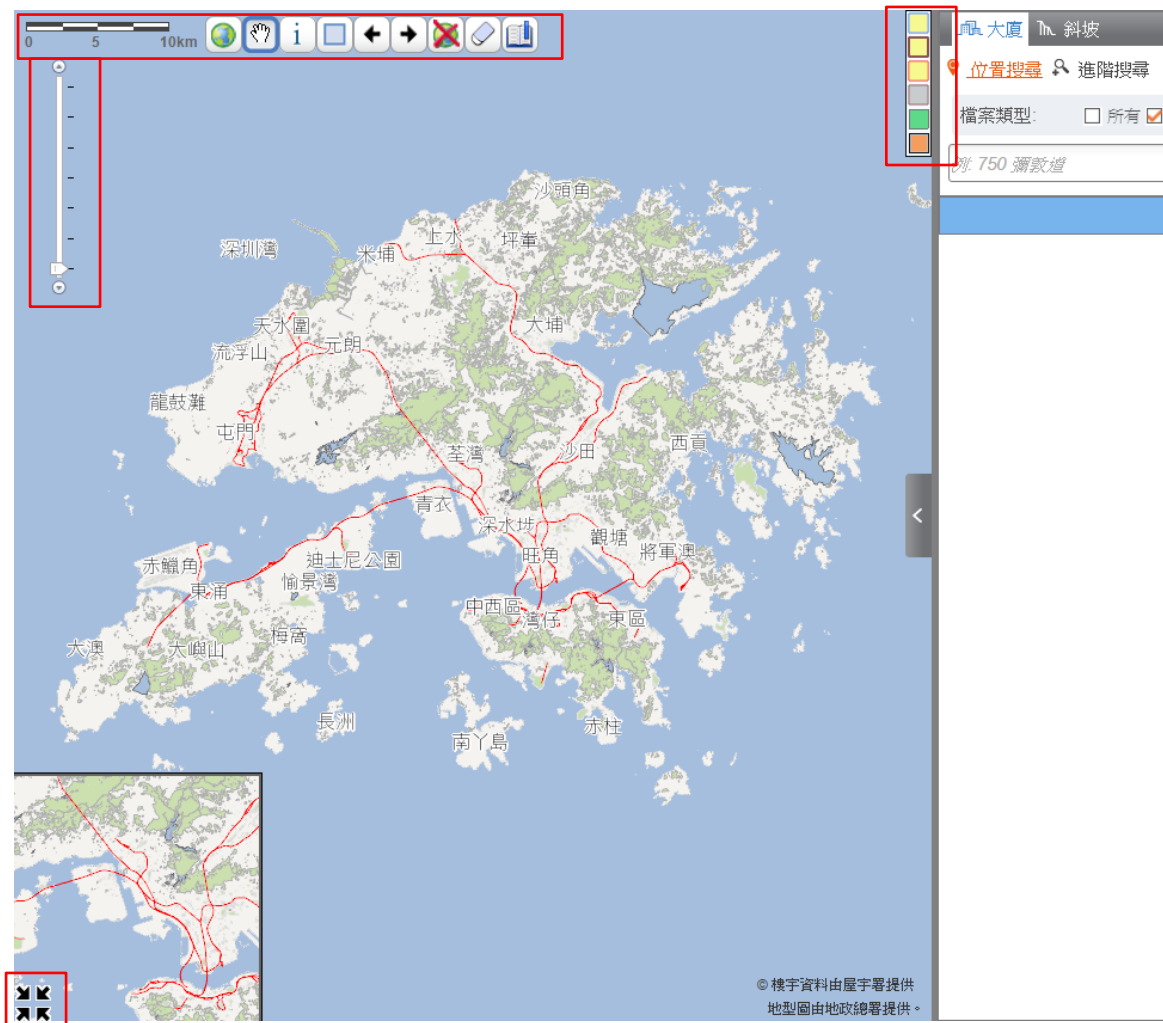 0 5 10km
i
大廈 斜坡
位置搜尋 進階搜尋
檔案類型: 所有
例: 750 彌敦道
沙頭角
深圳灣 米埔 上水 坪輋
天水圍 大埔
流浮山 元朗
龍鼓灘
屯門 荃灣 沙田 西貢
青衣
深水埗 觀塘
赤鱲角 迪士尼公園 旺角 將軍澳
東涌 愉景灣
中西區 灣仔 東區
大澳 大嶼山 梅窩
長洲 赤柱
南丫島
© 樓宇資料由屋宇署提供
地型圖由地政總署提供。